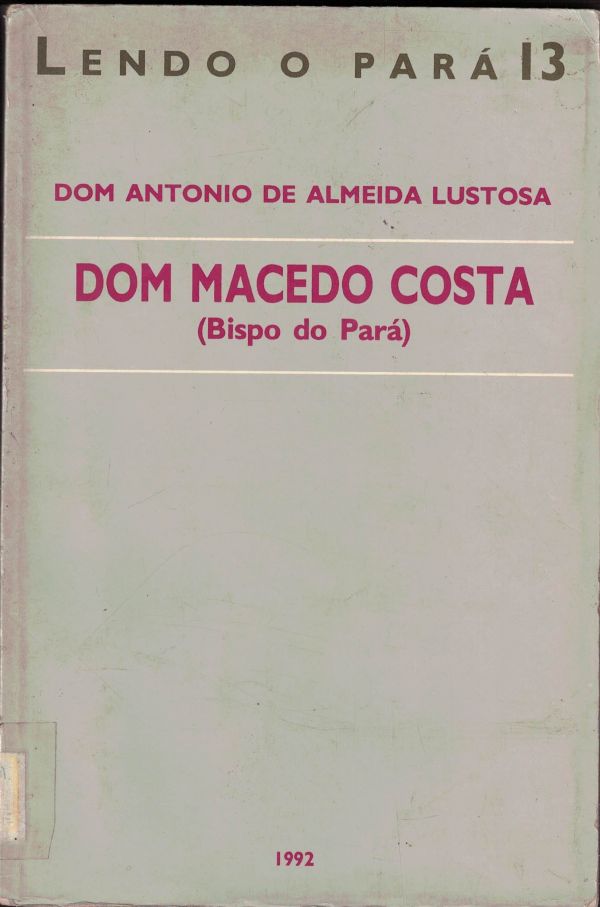 LENDO O PARÁ 13
DOM ANTONIO DE ALMEIDA LUSTOSA
DOM MACEDO COSTA
(Bispo do Pará)
1992